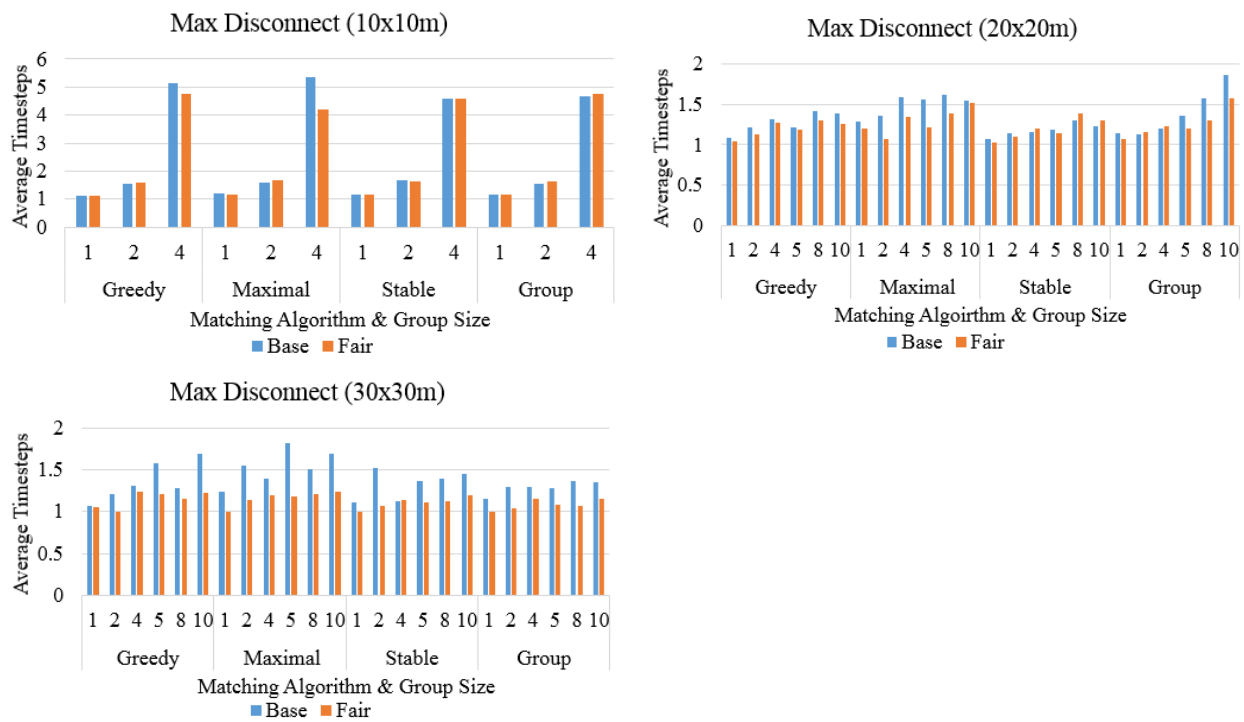 Max Disconnect (10x10m)
Average Timesteps
6
5
4
3
2
1
0
1 2 4 1 2 4 1 2 4 1 2 4
Greedy Maximal Stable Group
Matching Algorithm & Group Size
Base Fair
Max Disconnect (20x20m)
Average Timesteps
2
1.5
1
0.5
0
1 2 4 5 8 10 1 2 4 5 8 10 1 2 4 5 8 10 1 2 4 5 8 10
Greedy Maximal Stable Group
Matching Algoirthm & Group Size
Base Fair
Max Disconnect (30x30m)
Average Timesteps
2
1.5
1
0.5
0
1 2 4 5 8 10 1 2 4 5 8 10 1 2 4 5 8 10 1 2 4 5 8 10
Greedy Maximal Stable Group
Matching Algorithm & Group Size
Base Fair